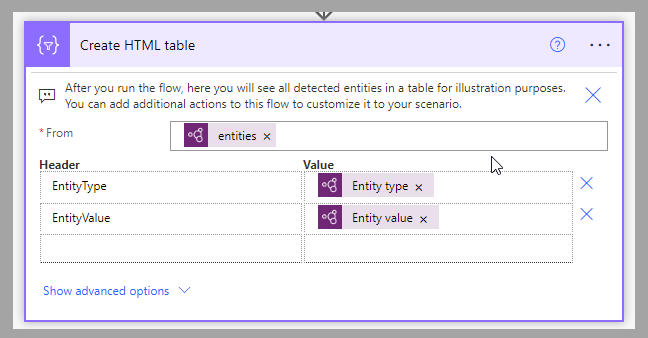 Create HTML table
After you run the flow, here you will see all detected entities in a table for illustration purposes.
You can add additional actions to this flow to customize it to your scenario.
* From
entities ×
Header Value
EntityType Entity type ×
EntityValue Entity value ×
Show advanced options